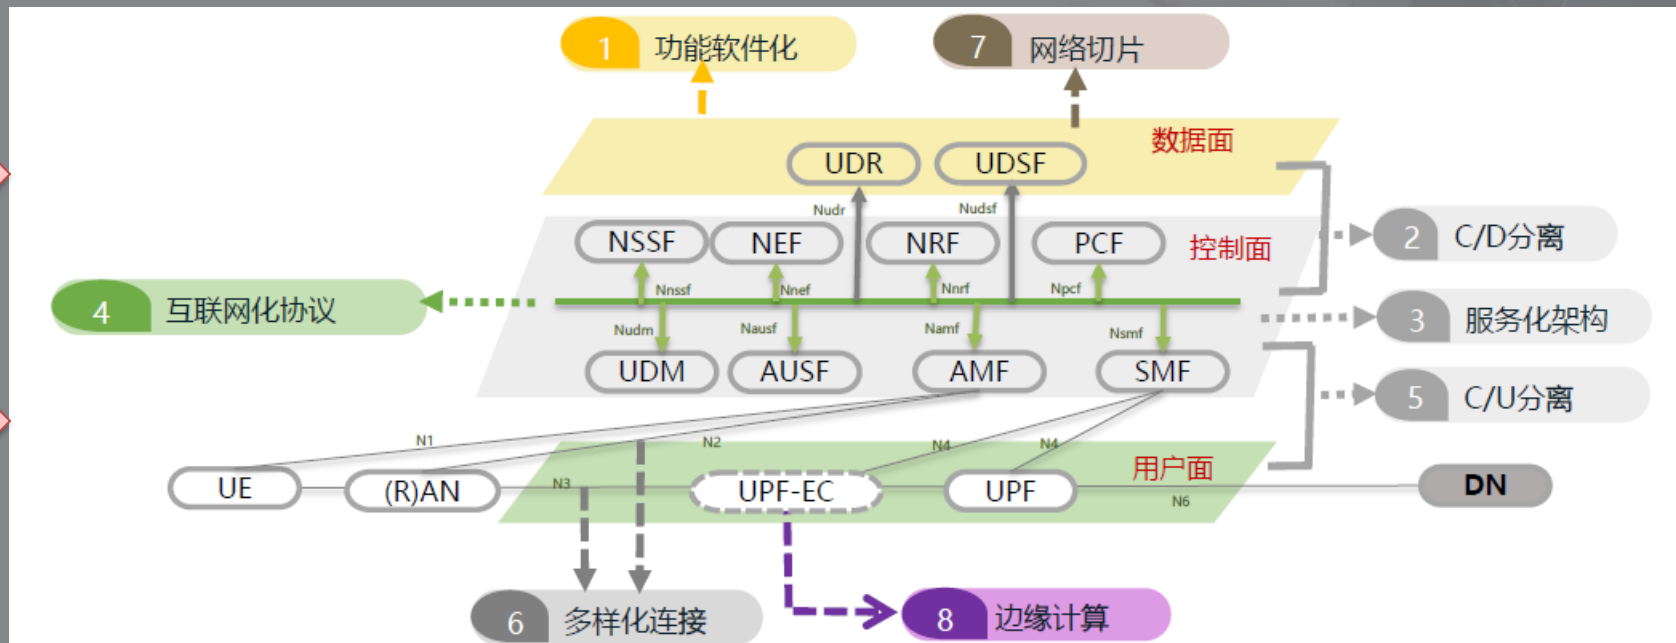 1 功能软件化
7 网络切片
数据面
UDR
UDSF
Nudr
Nudsf
NSSF
NEF
NRF
PCF
控制面
2 C/D分离
Nnssf
Nnef
Nnrf
Npcf
4 互联网化协议
3 服务化架构
Nudm
Nausf
Namf
Nsmf
UDM
AUSF
AMF
SMF
5 C/U分离
N1
N2
N4
N4
用户面
UE
(R)AN
N3
UPF-EC
UPF
N6
DN
6 多样化连接
8 边缘计算